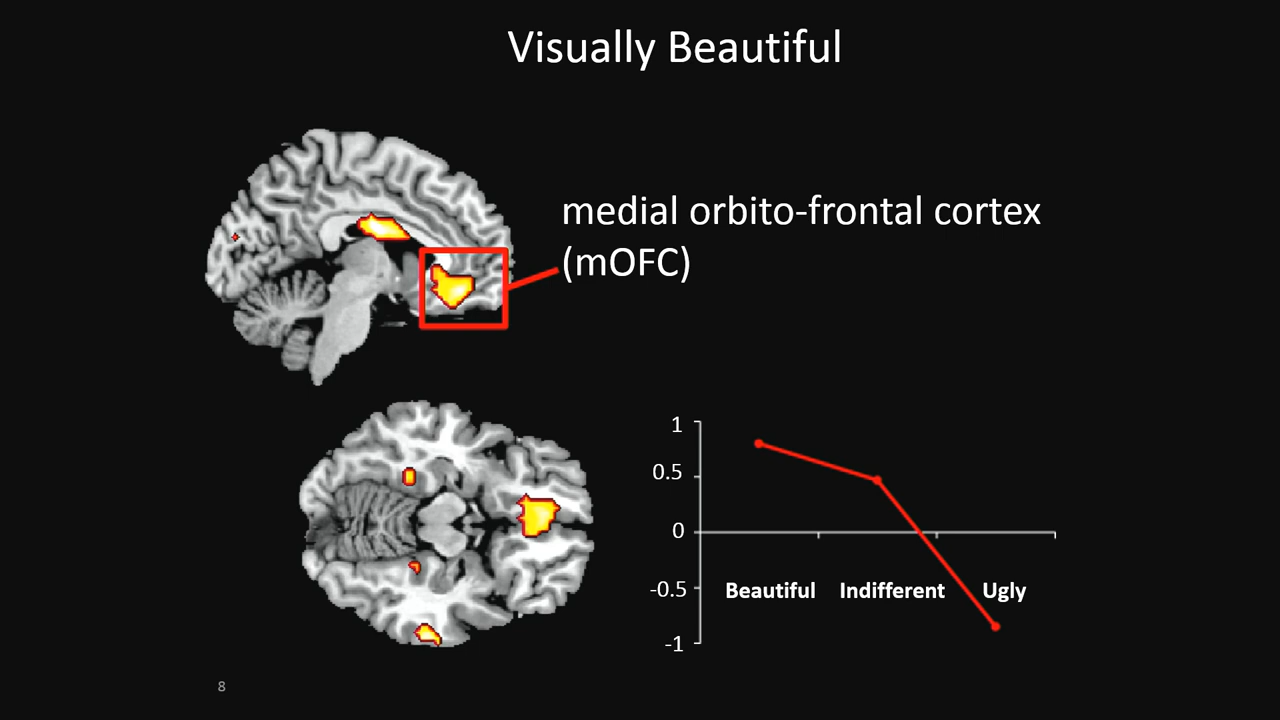 Visually Beautiful
medial orbito-frontal cortex
(mOFC)
1
0.5
0
-0.5
-1
Beautiful
Indifferent
Ugly
8